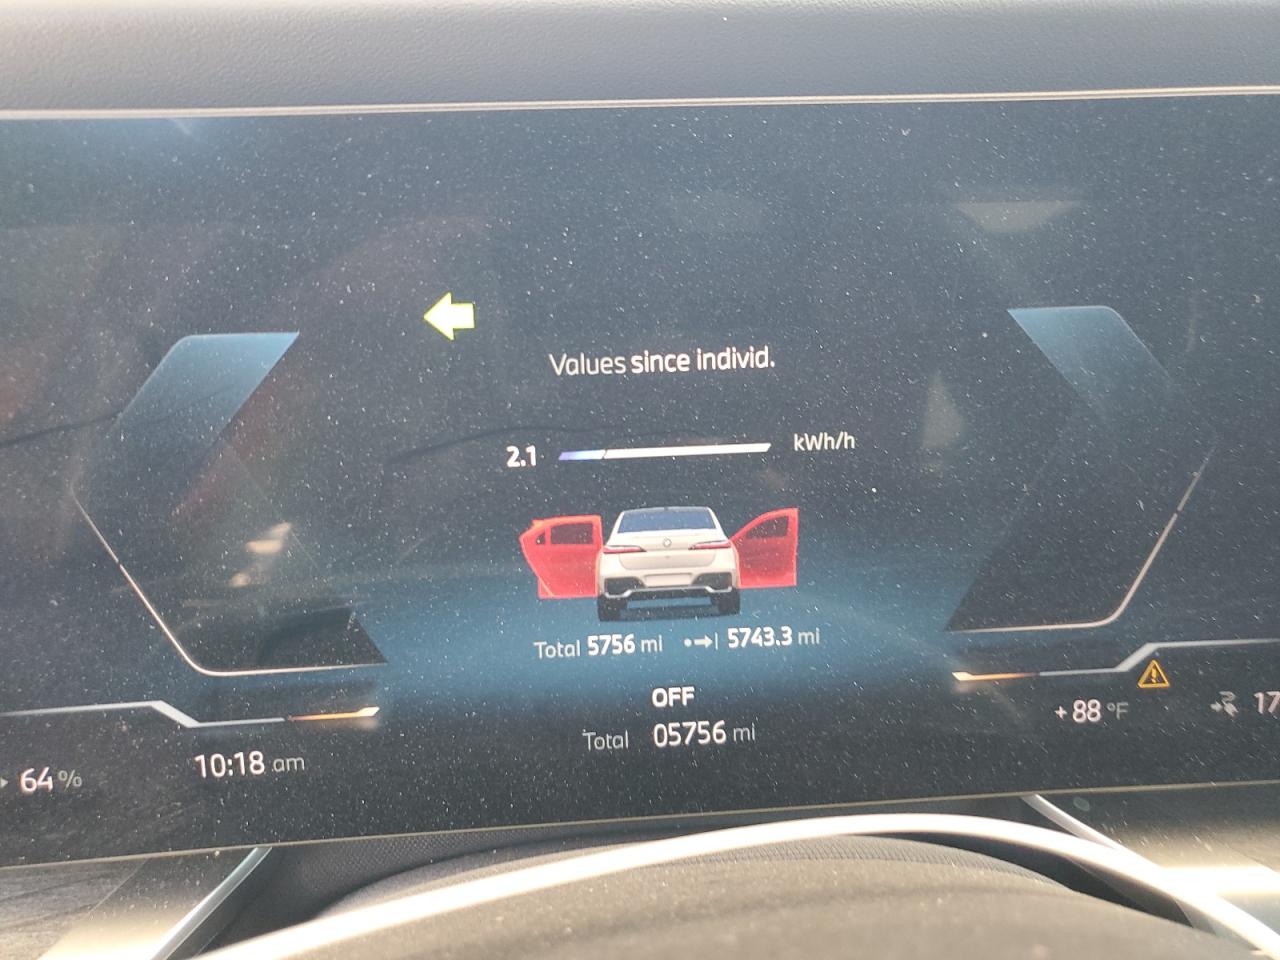 Values since individ.
2.1 kWh/h
Total 5756 mi 5743.3 mi
OFF
Total 05756 mi
64 %
10:18 am
+88 °F
17